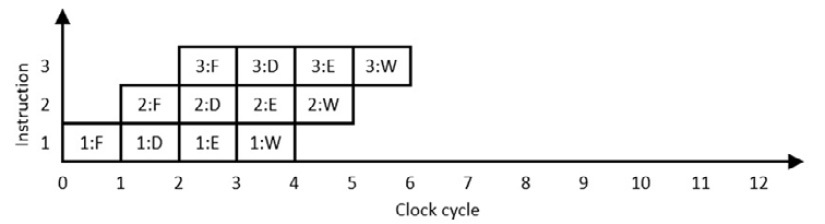 3 3:F 3:D 3:E 3:W
2 2:F 2:D 2:E 2:W
1 1:F 1:D 1:E 1:W
Instruction
0 1 2 3 4 5 6 7 8 9 10 11 12
Clock cycle